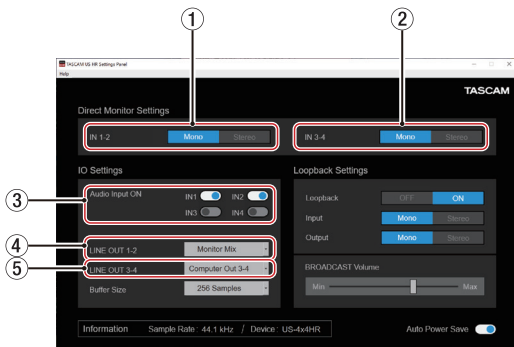 ① ②
TASCAM US HR Settings Panel
Help
TASCAM
Direct Monitor Settings
IN 1-2 Mono Stereo
IN 3-4 Mono Stereo
IO Settings
Loopback Settings
③ Audio Input ON IN1 IN2
IN3 IN4
Loopback OFF ON
Input Mono Stereo
Output Mono Stereo
④ LINE OUT 1-2 Monitor Mix
⑤ LINE OUT 3-4 Computer Out 3-4
Buffer Size 256 Samples
BROADCAST Volume
Min Max
Information Sample Rate : 44.1 kHz / Device : US-4x4HR
Auto Power Save